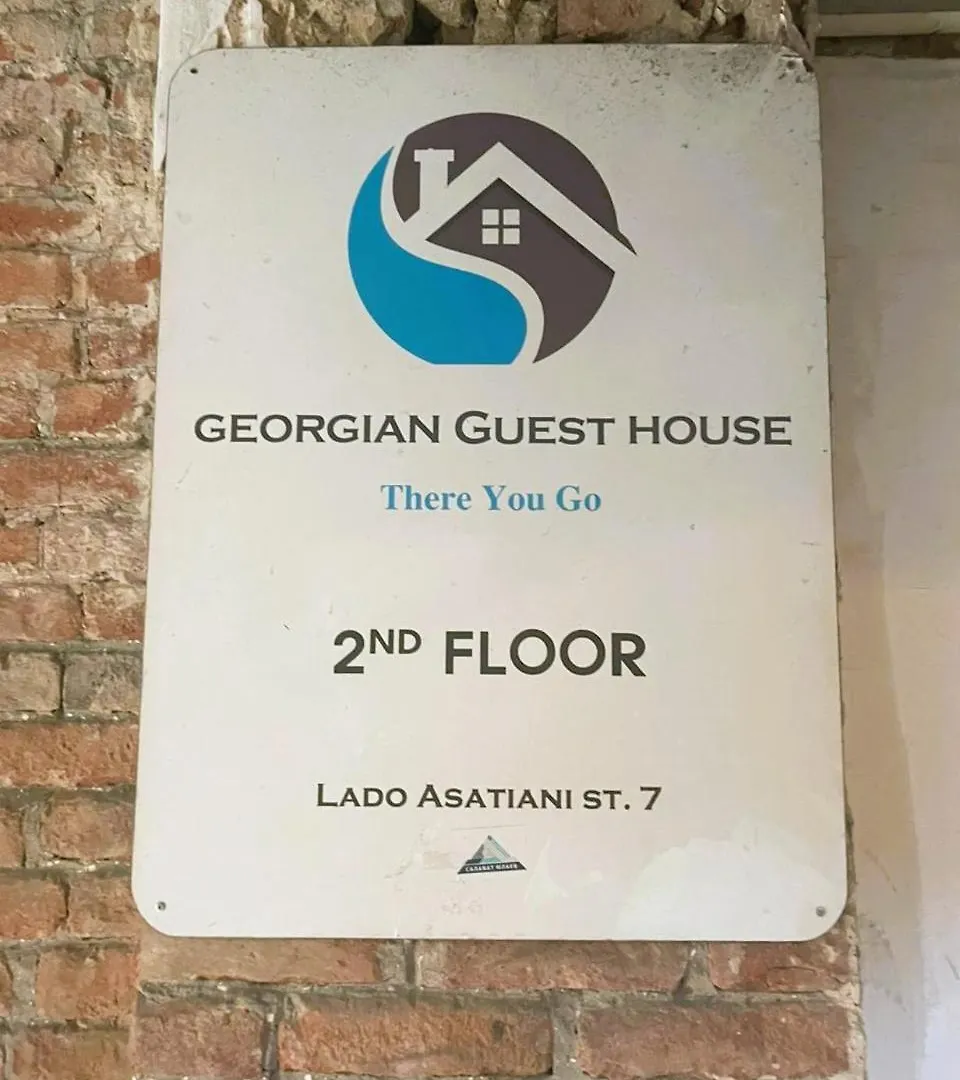 GEORGIAN GUEST HOUSE
There You Go
2ND FLOOR
LADO ASATIANI ST. 7